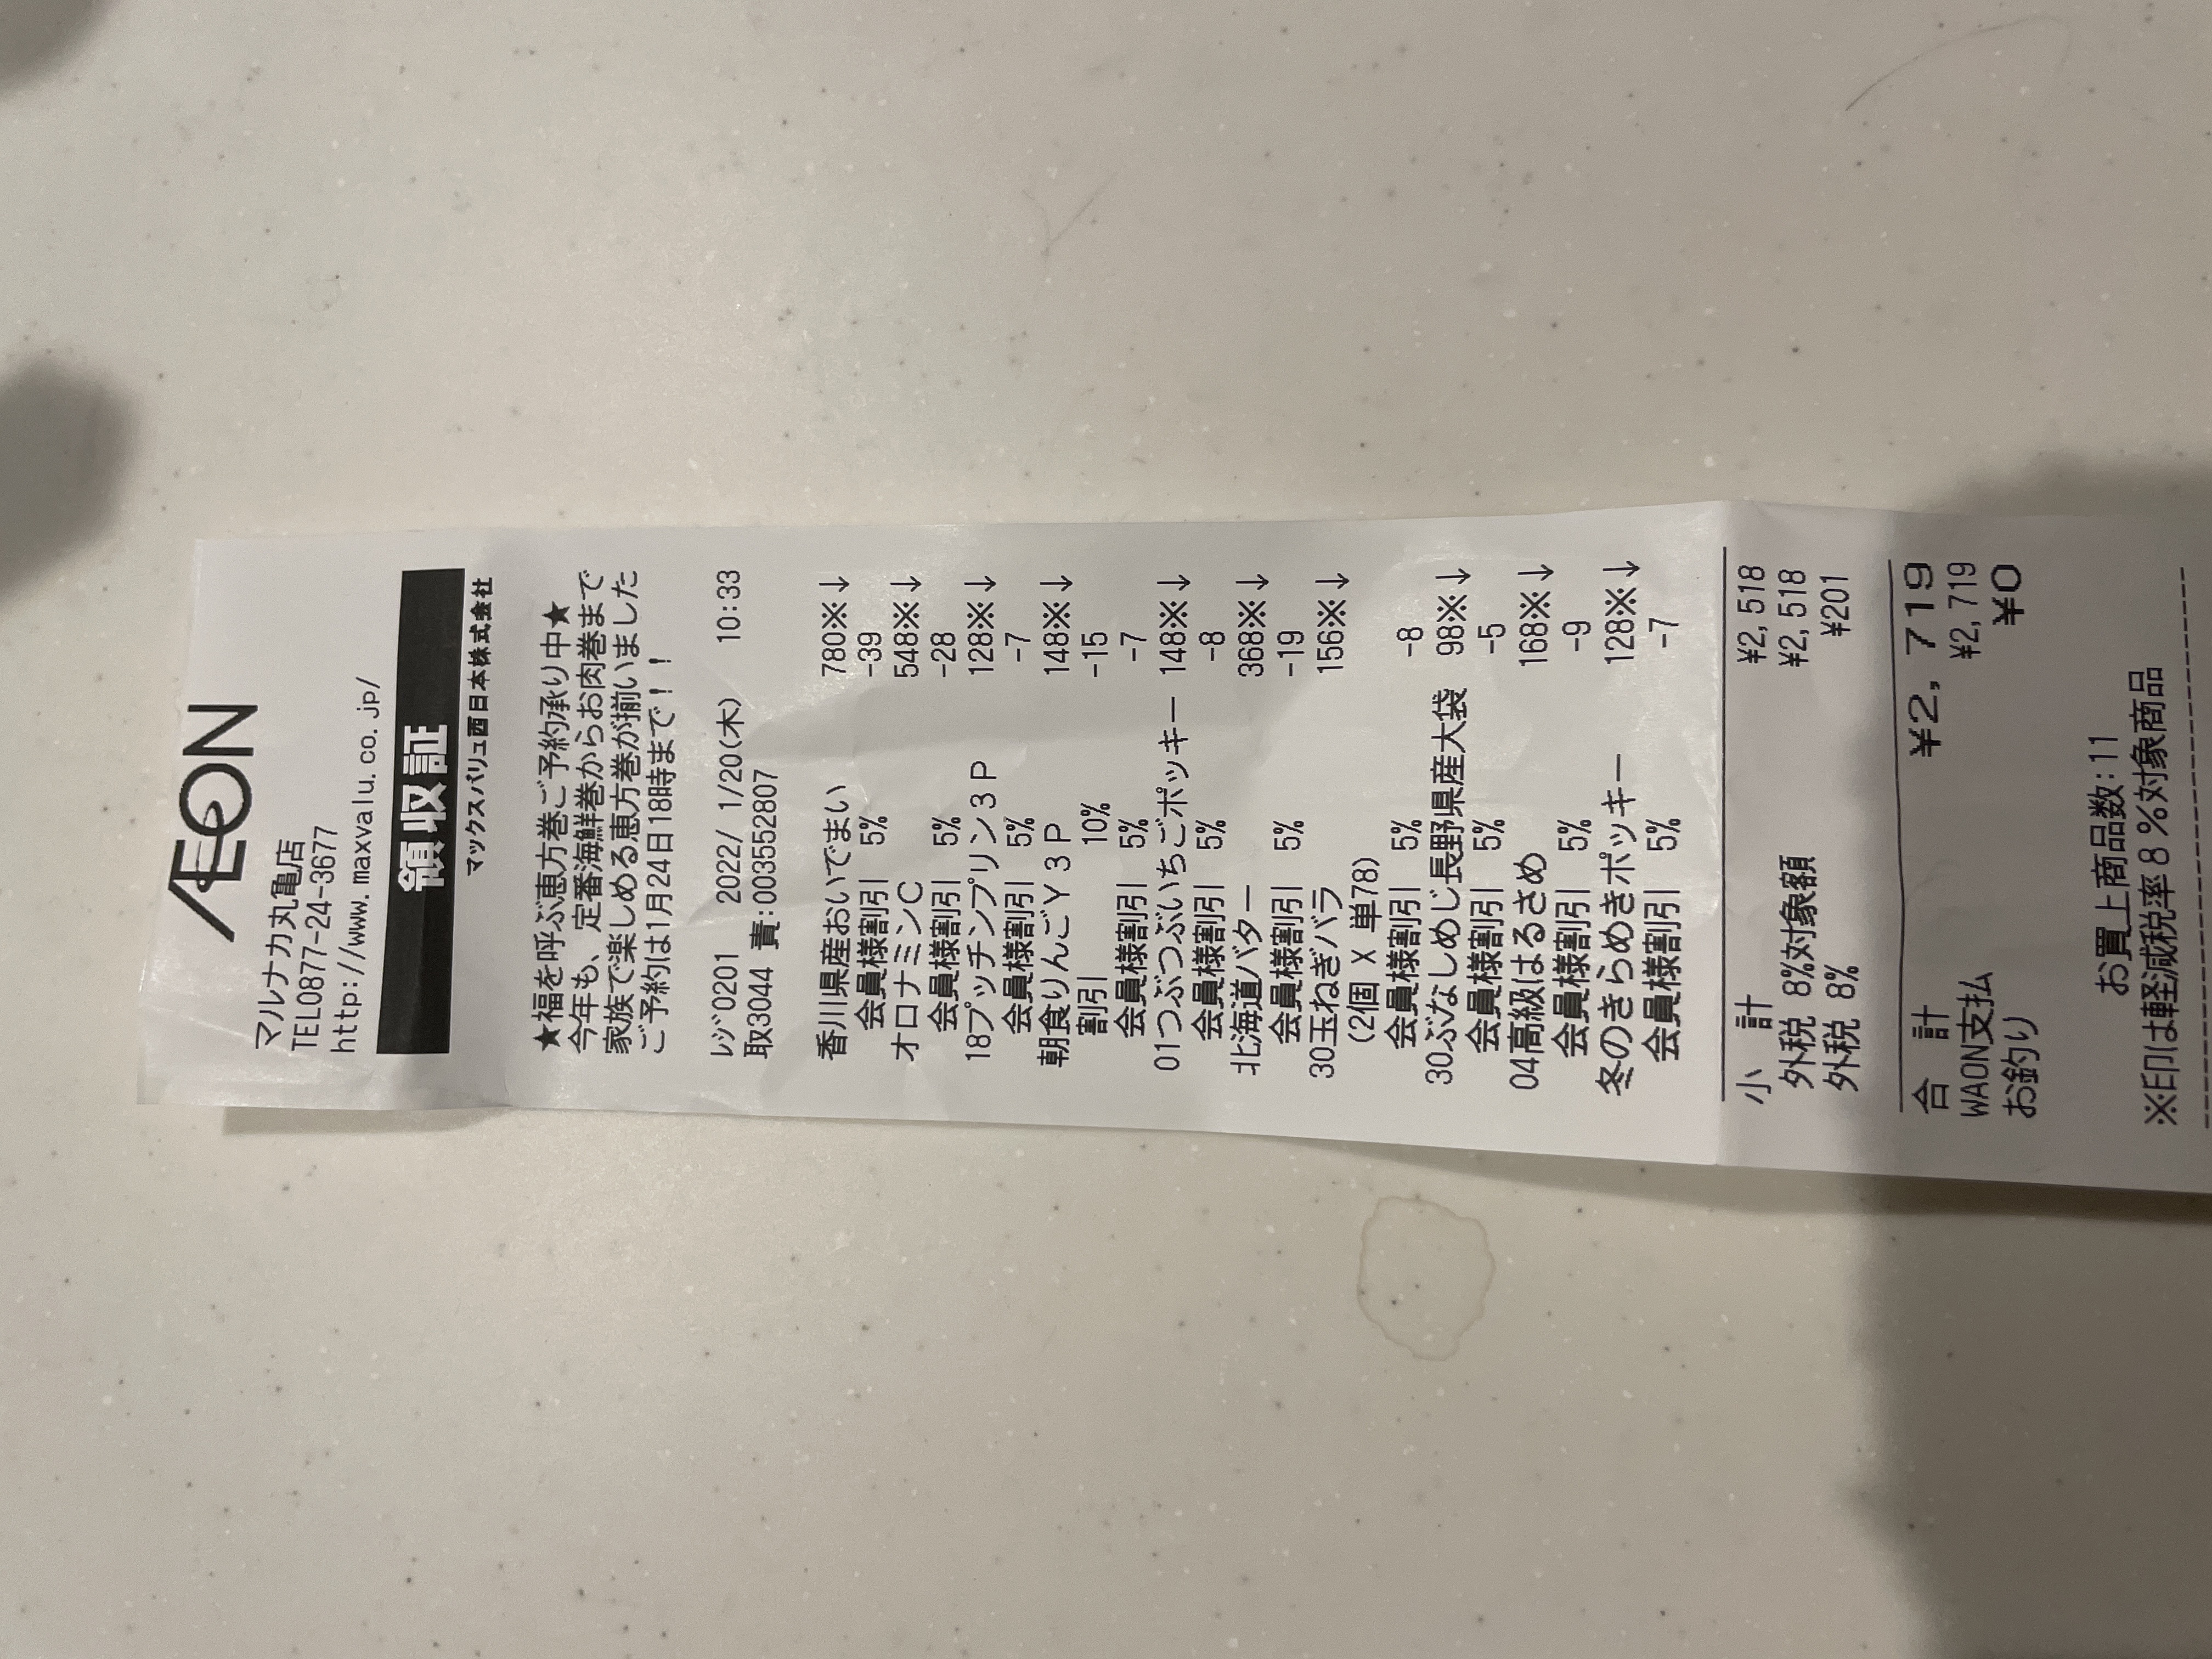 ÆON
マルナカ丸亀店
TEL0877-24-3677
http://www.maxvalu.co.jp/
領収証
マックスバリュ西日本株式会社
★福を呼ぶ恵方巻ご予約承り中★
今年も、定番海鮮巻からお肉巻まで
家族で楽しめる恵方巻が揃いました
ご予約は1月24日18時まで！！
ﾚｼﾞ0201 2022/ 1/20(木) 10:33
取3044 責:0035528​07
香川県産おいでまい 780※↓
会員様割引 5% -39
オロナミンC 548※↓
会員様割引 5% -28
18プッチンプリン３Ｐ 128※↓
会員様割引 5% -7
朝食りんごＹ３Ｐ 148※↓
割引 10% -15
会員様割引 5% -7
01つぶつぶいちごポッキー 148※↓
会員様割引 5% -8
北海道バター 368※↓
会員様割引 5% -19
30玉ねぎバラ 156※↓
(2個 X 単78)
会員様割引 5% -8
30ぶなしめじ長野県産大袋 98※↓
会員様割引 5% -5
04高級はるさめ 168※↓
会員様割引 5% -9
冬のきらめきポッキー 128※↓
会員様割引 5% -7
小 計 ¥2,518
外税 8%対象額 ¥2,518
外税 8% ¥201
合 計 ¥2,719
WAON支払 ¥2,719
お釣り ¥0
お買上商品数:11
※印は軽減税率８%対象商品